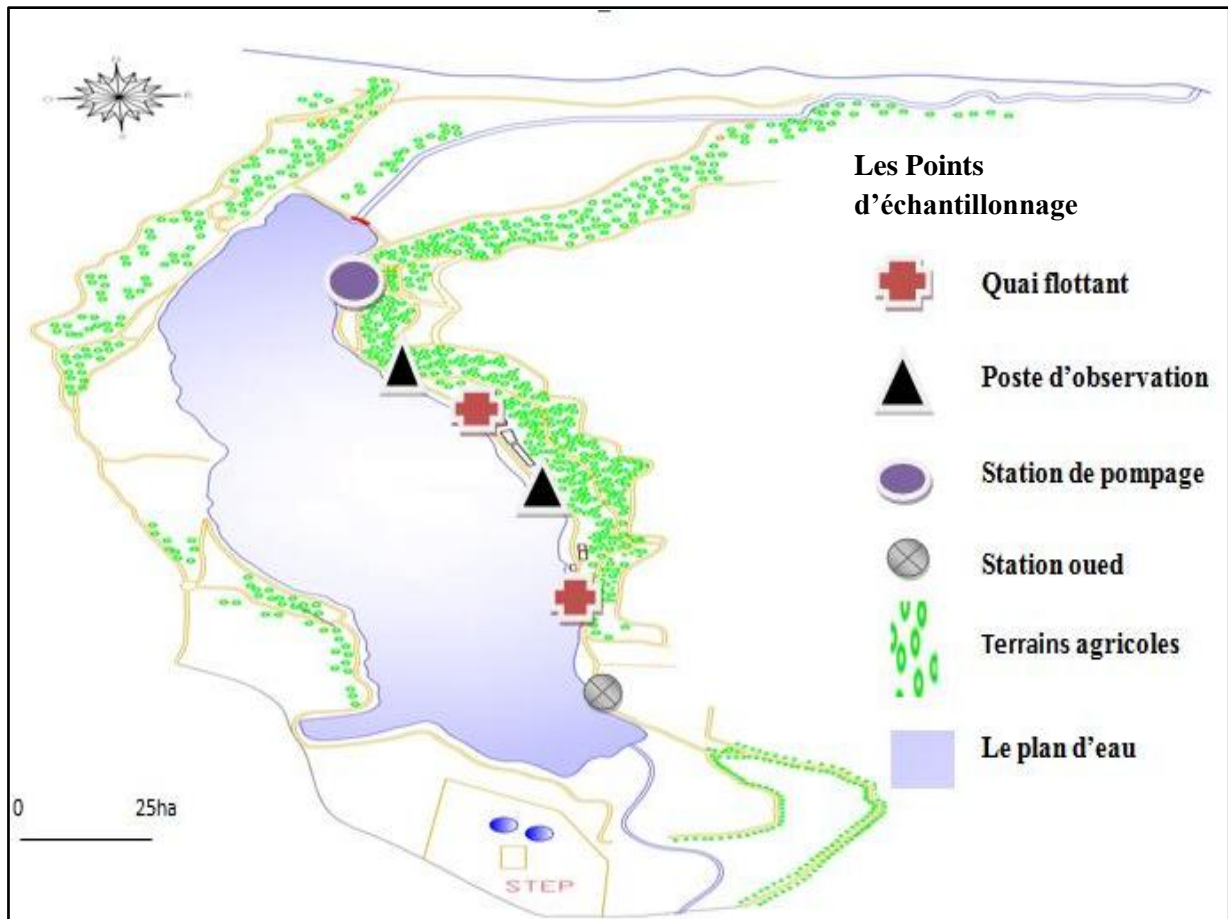 Les Points
d'échantillonnage
Quai flottant
Poste d'observation
Station de pompage
Station oued
Terrains agricoles
Le plan d'eau
0 25ha
STEP